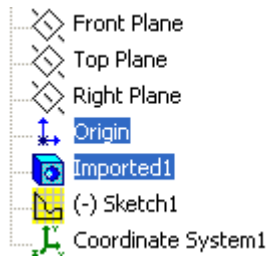 Front Plane
Top Plane
Right Plane
Origin
Imported1
(-) Sketch1
Coordinate System1